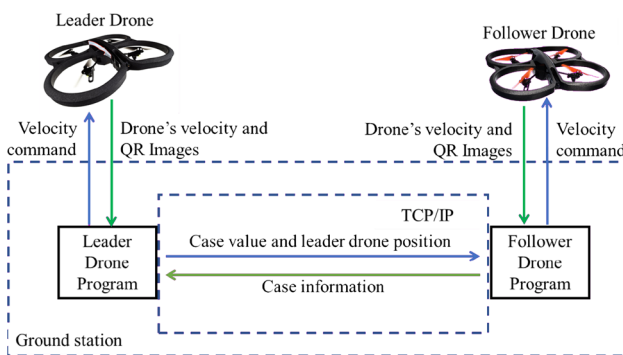 Leader Drone
Follower Drone
Velocity
command
Drone's velocity and
QR Images
Drone's velocity and
QR Images
Velocity
command
TCP/IP
Leader
Drone
Program
Case value and leader drone position
Case information
Follower
Drone
Program
Ground station